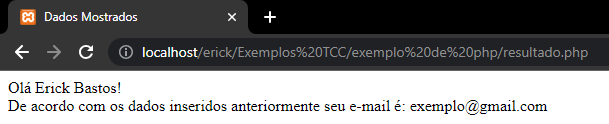 Dados Mostrados
localhost/erick/Exemplos%20TCC/exemplo%20de%20php/resultado.php
Olá Erick Bastos!
De acordo com os dados inseridos anteriormente seu e-mail é: exemplo@gmail.com